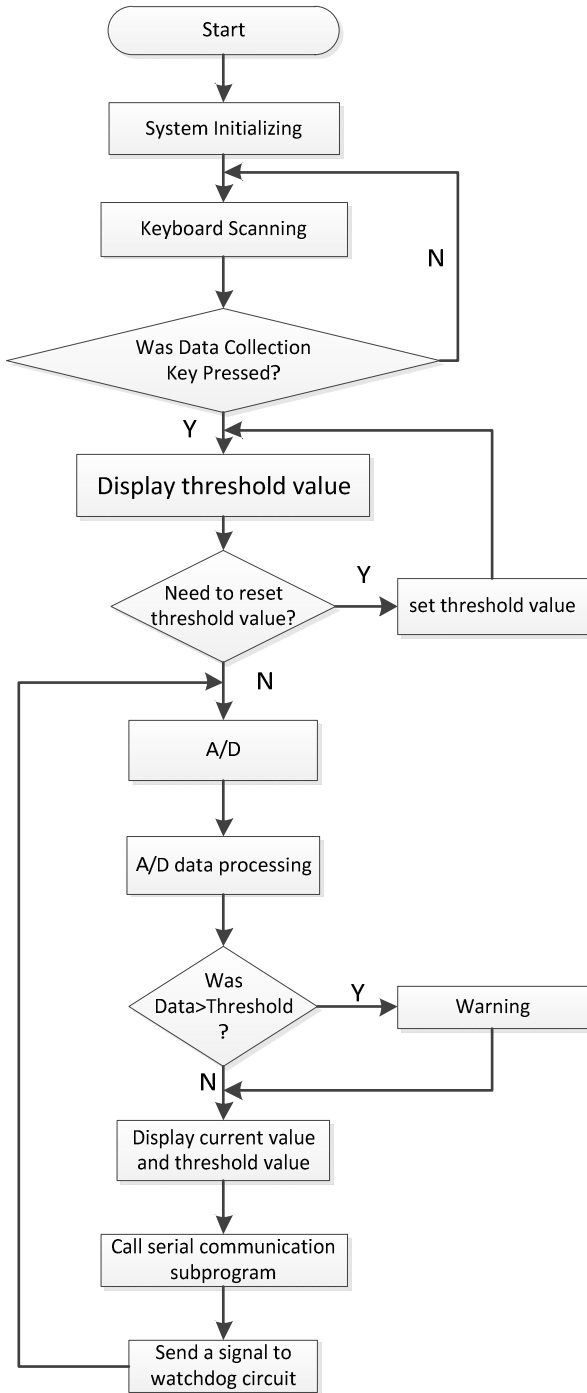 Start
System Initializing
Keyboard Scanning
N
Was Data Collection
Key Pressed?
Y
Display threshold value
Need to reset
threshold value?
Y
set threshold value
N
A/D
A/D data processing
Was
Data>Threshold
?
Y
Warning
N
Display current value
and threshold value
Call serial communication
subprogram
Send a signal to
watchdog circuit